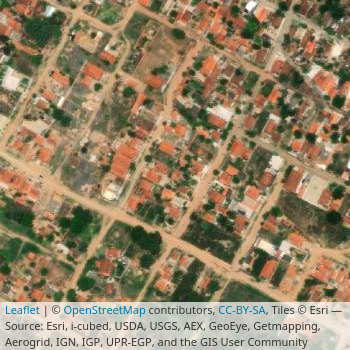 Leaflet | © OpenStreetMap contributors, CC-BY-SA, Tiles © Esri —
Source: Esri, i-cubed, USDA, USGS, AEX, GeoEye, Getmapping,
Aerogrid, IGN, IGP, UPR-EGP, and the GIS User Community